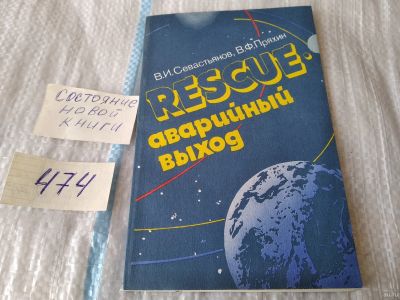 В.И.Севастьянов, В.Ф.Пряхин
RESCUE-
аварийный
выход
Состояние
новой
книги
474